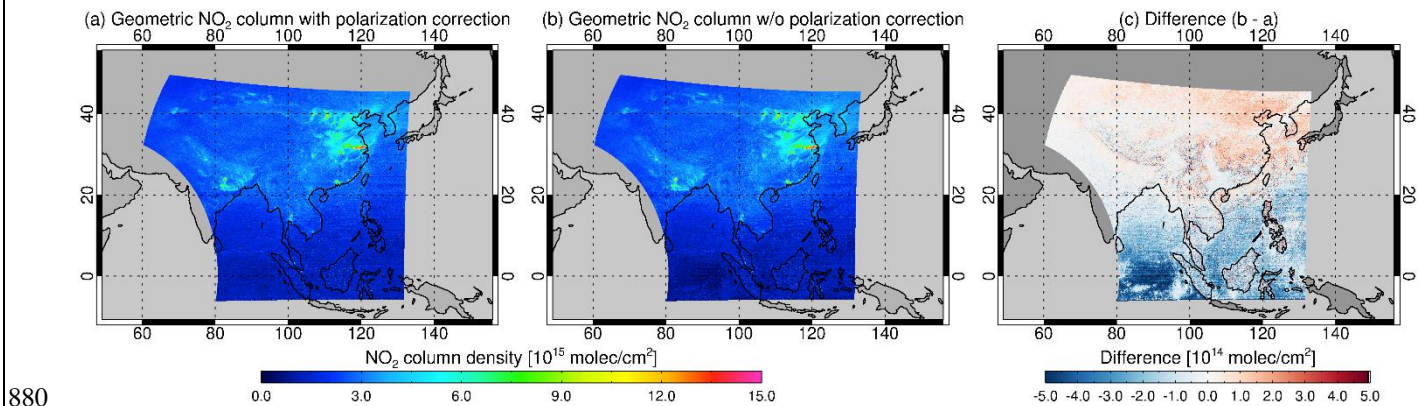 (a) Geometric NO₂ column with polarization correction
(b) Geometric NO₂ column w/o polarization correction
(c) Difference (b - a)
60 80 100 120 140
60 80 100 120 140
60 80 100 120 140
40 40
40 40
40 40
20 20
20 20
20 20
0 0
0 0
0 0
60 80 100 120 140
60 80 100 120 140
60 80 100 120 140
NO₂ column density [10¹⁵ molec/cm²]
0.0 3.0 6.0 9.0 12.0 15.0
Difference [10¹⁴ molec/cm²]
-5.0 -4.0 -3.0 -2.0 -1.0 0.0 1.0 2.0 3.0 4.0 5.0
880